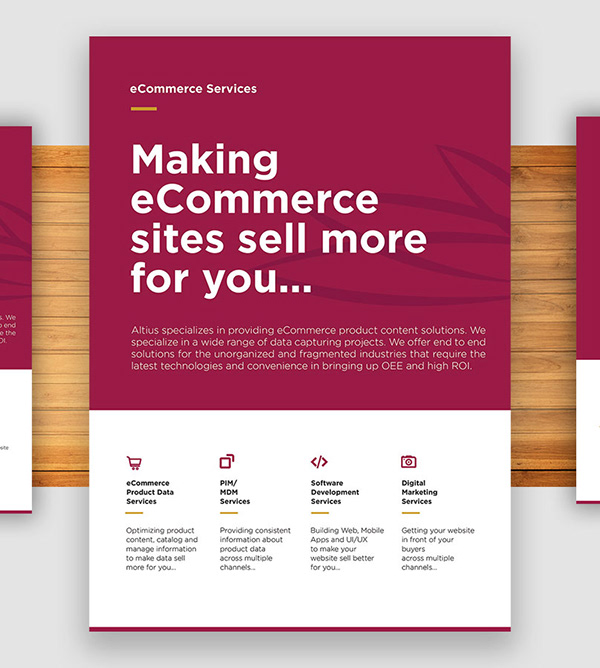 eCommerce Services
Making
eCommerce
sites sell more
for you...
Altius specializes in providing eCommerce product content solutions. We
specialize in a wide range of data capturing projects. We offer end to end
solutions for the unorganized and fragmented industries that require the
latest technologies and convenience in bringing up OEE and high ROI.
eCommerce
Product Data
Services
Optimizing product
content, catalog and
manage information
to make data sell
more for you...
PIM/
MDM
Services
Providing consistent
information about
product data
across multiple
channels...
</>
Software
Development
Services
Building Web, Mobile
Apps and UI/UX
to make your
website sell better
for you...
Digital
Marketing
Services
Getting your website
in front of your
buyers
across multiple
channels...